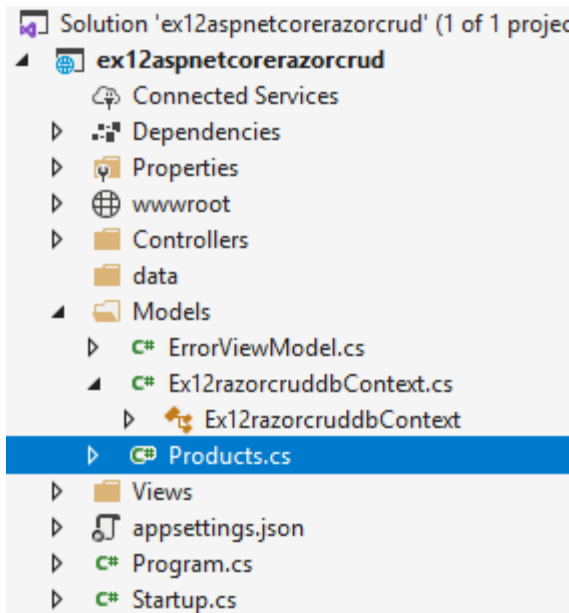 Solution 'ex12aspnetcorerazorcrud' (1 of 1 projec
ex12aspnetcorerazorcrud
Connected Services
Dependencies
Properties
wwwroot
Controllers
data
Models
C# ErrorViewModel.cs
C# Ex12razorcruddbContext.cs
Ex12razorcruddbContext
C# Products.cs
Views
appsettings.json
C# Program.cs
C# Startup.cs